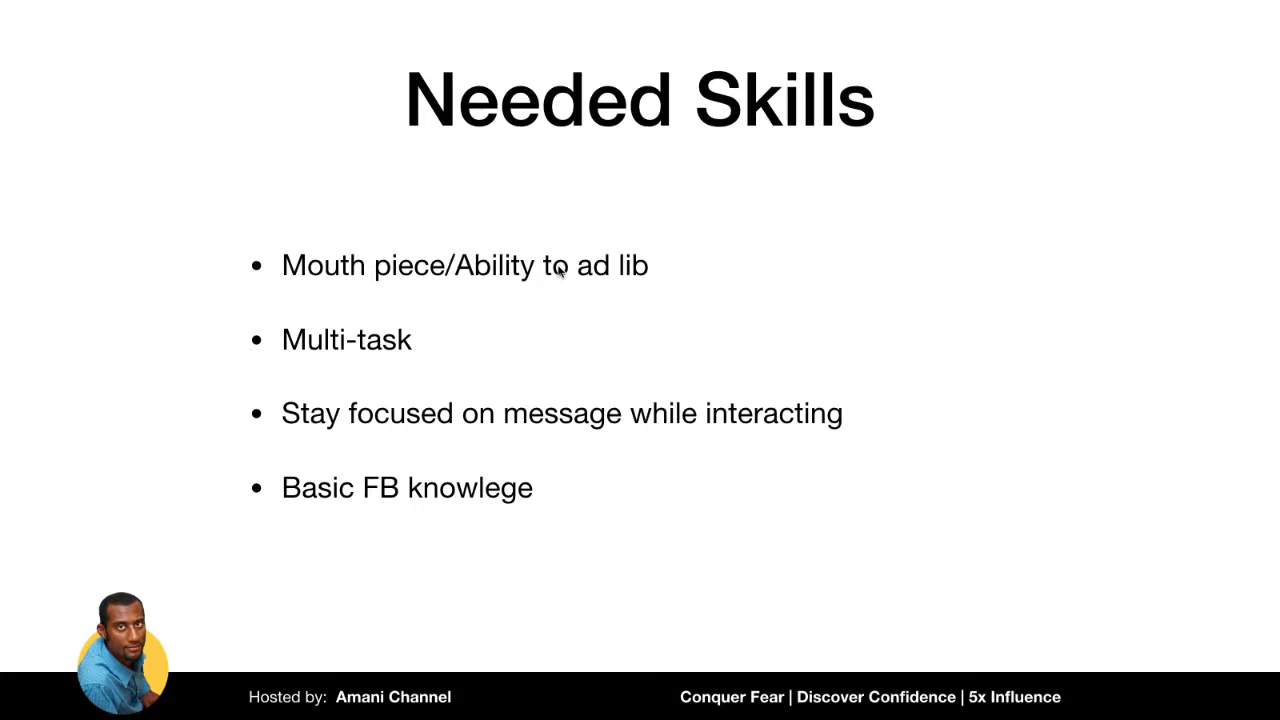 Needed Skills
• Mouth piece/Ability to ad lib
• Multi-task
• Stay focused on message while interacting
• Basic FB knowlege
Hosted by: Amani Channel
Conquer Fear | Discover Confidence | 5x Influence